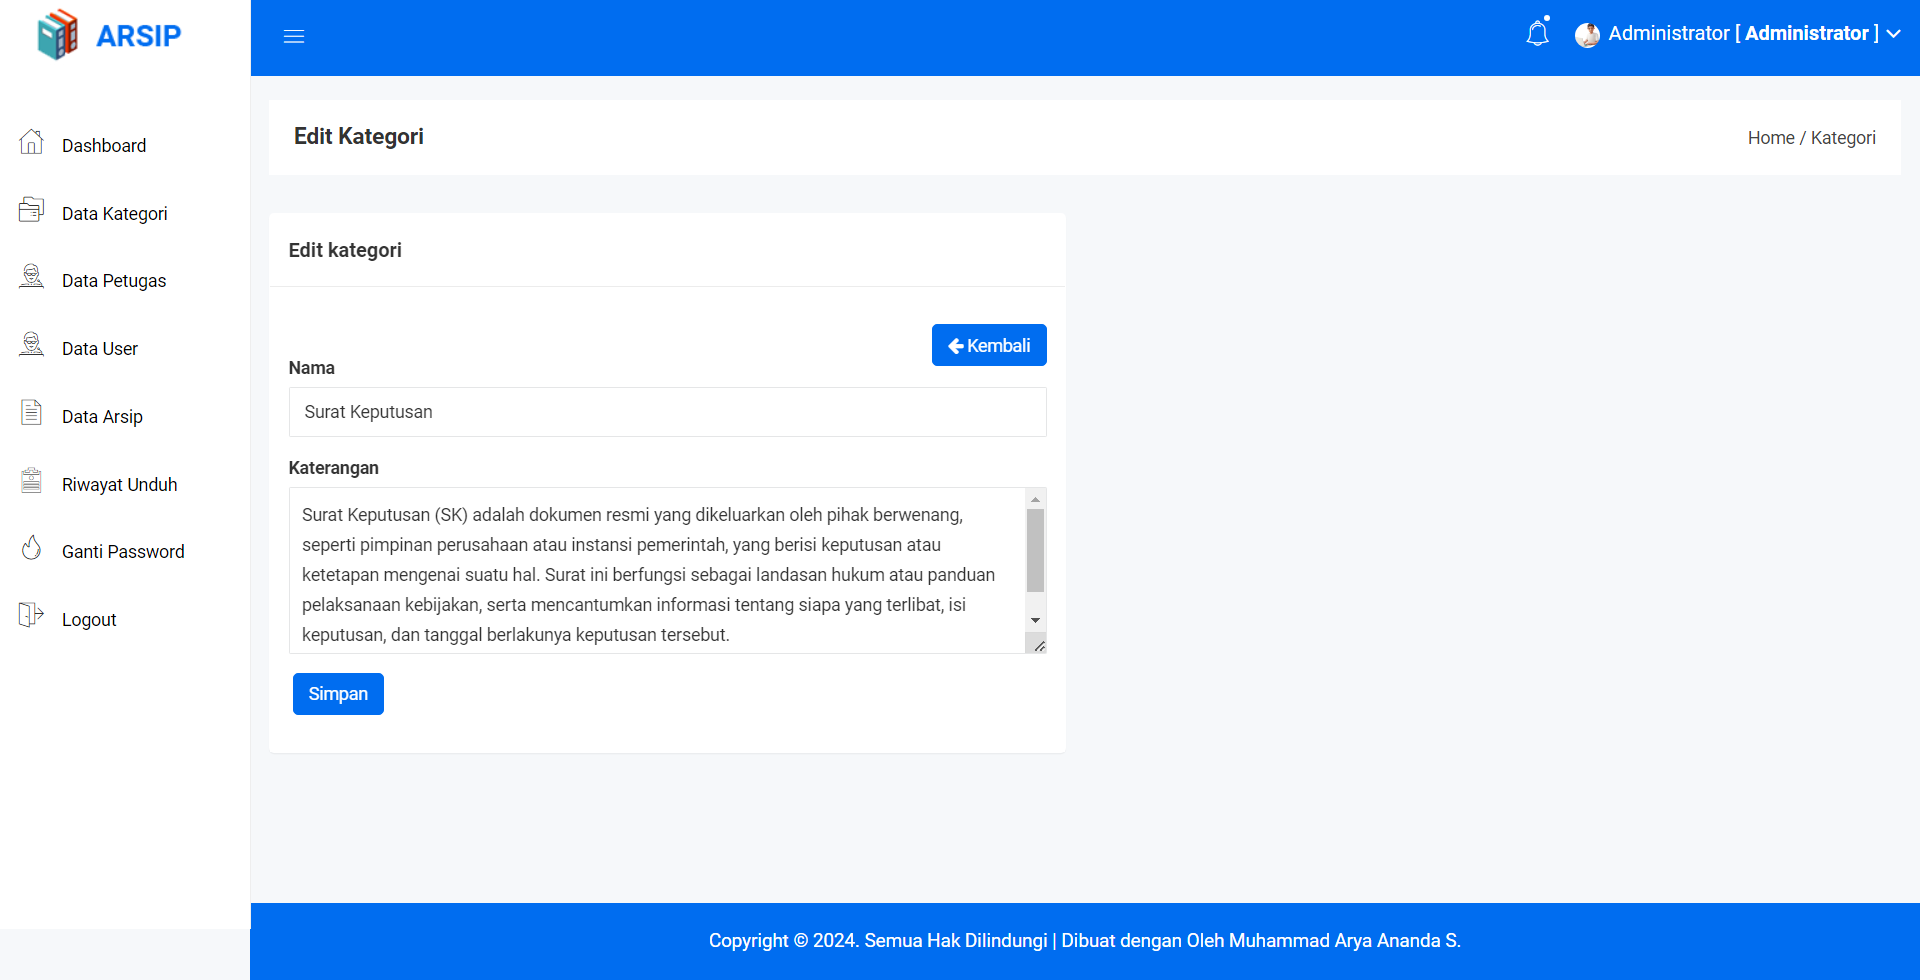 ARSIP
Administrator [ Administrator ]
Dashboard
Data Kategori
Data Petugas
Data User
Data Arsip
Riwayat Unduh
Ganti Password
Logout
Edit Kategori
Home / Kategori
Edit kategori
Kembali
Nama
Surat Keputusan
Katerangan
Surat Keputusan (SK) adalah dokumen resmi yang dikeluarkan oleh pihak berwenang,
seperti pimpinan perusahaan atau instansi pemerintah, yang berisi keputusan atau
ketetapan mengenai suatu hal. Surat ini berfungsi sebagai landasan hukum atau panduan
pelaksanaan kebijakan, serta mencantumkan informasi tentang siapa yang terlibat, isi
keputusan, dan tanggal berlakunya keputusan tersebut.
Simpan
Copyright © 2024. Semua Hak Dilindungi | Dibuat dengan Oleh Muhammad Arya Ananda S.